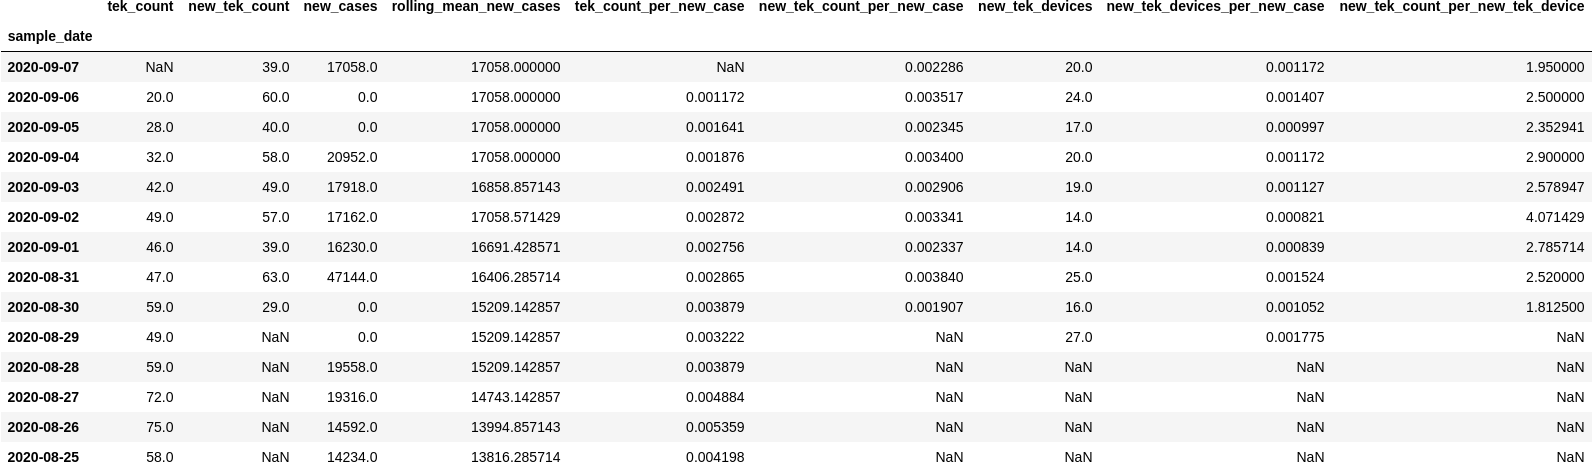 tek_count new_tek_count new_cases rolling_mean_new_cases tek_count_per_new_case new_tek_count_per_new_case new_tek_devices new_tek_devices_per_new_case new_tek_count_per_new_tek_device
sample_date
2020-09-07 NaN 39.0 17058.0 17058.000000 NaN 0.002286 20.0 0.001172 1.950000
2020-09-06 20.0 60.0 0.0 17058.000000 0.001172 0.003517 24.0 0.001407 2.500000
2020-09-05 28.0 40.0 0.0 17058.000000 0.001641 0.002345 17.0 0.000997 2.352941
2020-09-04 32.0 58.0 20952.0 17058.000000 0.001876 0.003400 20.0 0.001172 2.900000
2020-09-03 42.0 49.0 17918.0 16858.857143 0.002491 0.002906 19.0 0.001127 2.578947
2020-09-02 49.0 57.0 17162.0 17058.571429 0.002872 0.003341 14.0 0.000821 4.071429
2020-09-01 46.0 39.0 16230.0 16691.428571 0.002756 0.002337 14.0 0.000839 2.785714
2020-08-31 47.0 63.0 47144.0 16406.285714 0.002865 0.003840 25.0 0.001524 2.520000
2020-08-30 59.0 29.0 0.0 15209.142857 0.003879 0.001907 16.0 0.001052 1.812500
2020-08-29 49.0 NaN 0.0 15209.142857 0.003222 NaN 27.0 0.001775 NaN
2020-08-28 59.0 NaN 19558.0 15209.142857 0.003879 NaN NaN NaN NaN
2020-08-27 72.0 NaN 19316.0 14743.142857 0.004884 NaN NaN NaN NaN
2020-08-26 75.0 NaN 14592.0 13994.857143 0.005359 NaN NaN NaN NaN
2020-08-25 58.0 NaN 14234.0 13816.285714 0.004198 NaN NaN NaN NaN